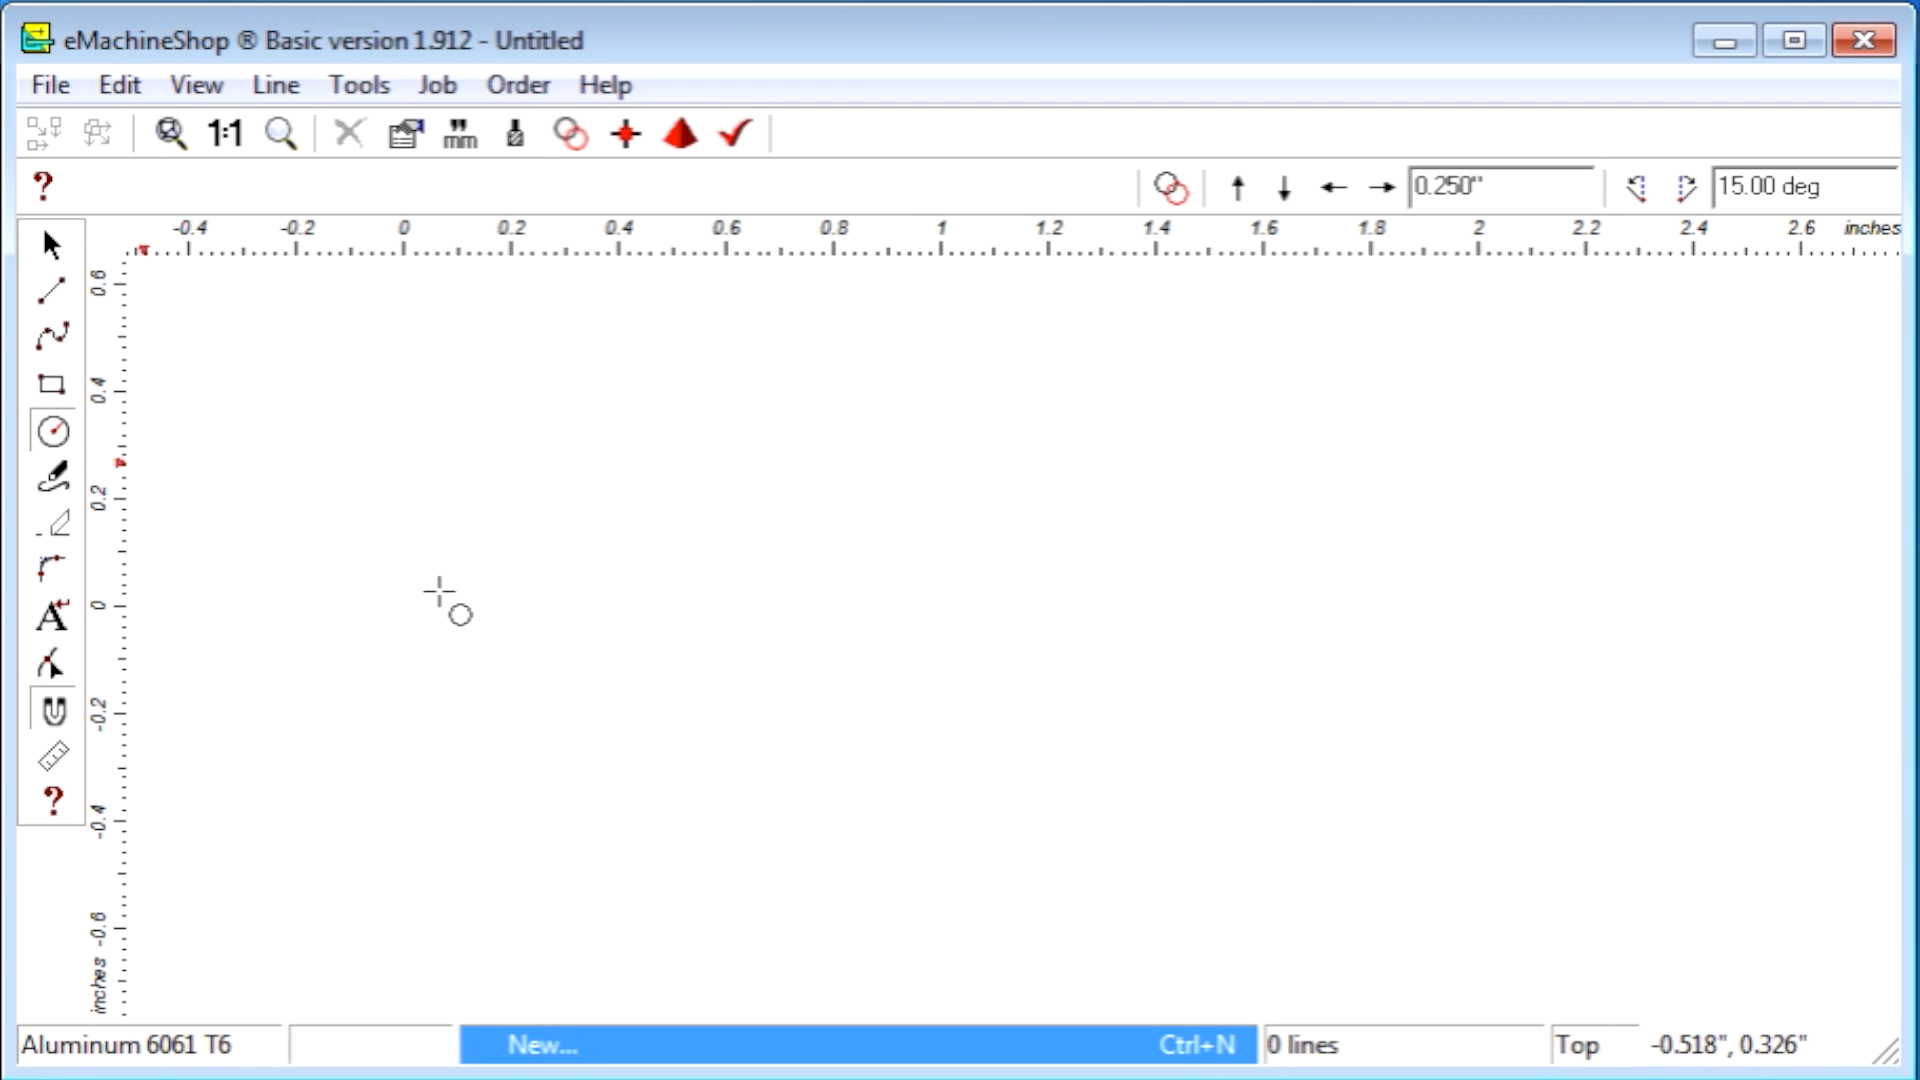 eMachineShop ® Basic version 1.912 - Untitled
File Edit View Line Tools Job Order Help
1:1 " mm
? 0.250" 15.00 deg
-0.4 -0.2 0 0.2 0.4 0.6 0.8 1 1.2 1.4 1.6 1.8 2 2.2 2.4 2.6 inches
0.6
0.4
0.2
A
0
-0.2
?
-0.4
-0.6
inches
Aluminum 6061 T6 New... Ctrl+N 0 lines Top -0.518", 0.326"